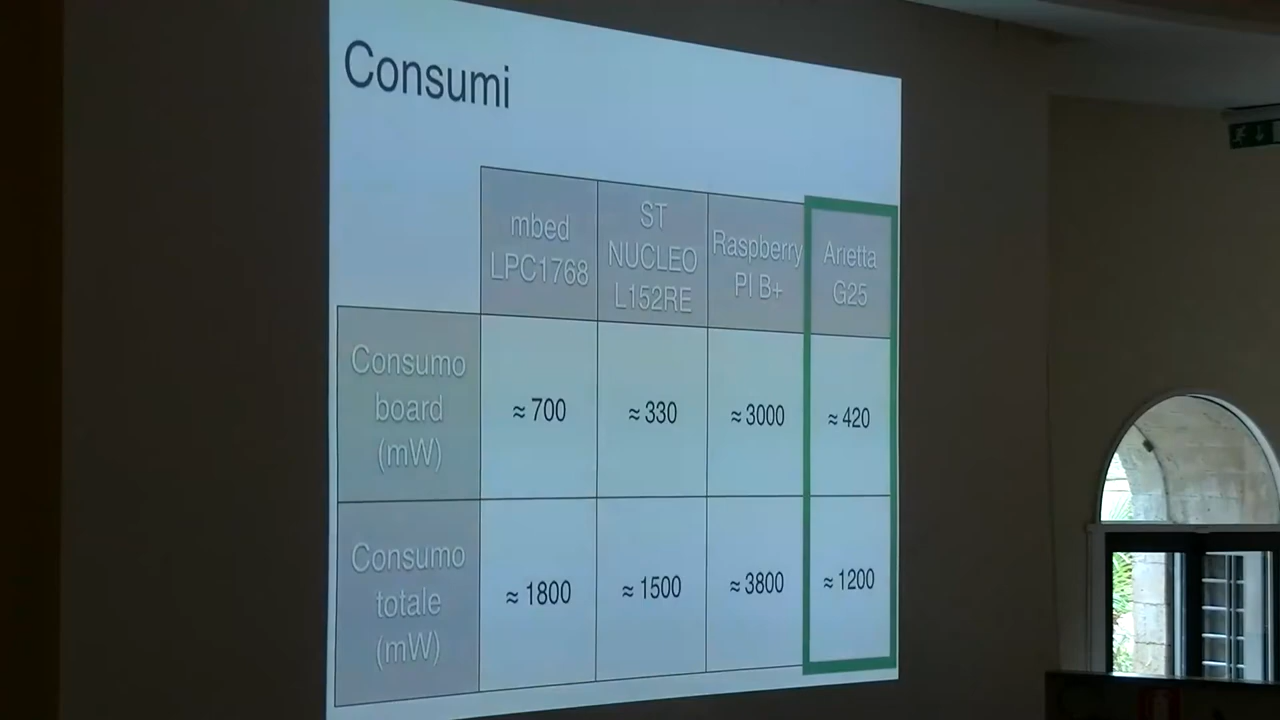 Consumi
mbed
LPC1768
ST
NUCLEO
L152RE
Raspberry
PI B+
Arietta
G25
Consumo
board
(mW)
≈ 700
≈ 330
≈ 3000
≈ 420
Consumo
totale
(mW)
≈ 1800
≈ 1500
≈ 3800
≈ 1200